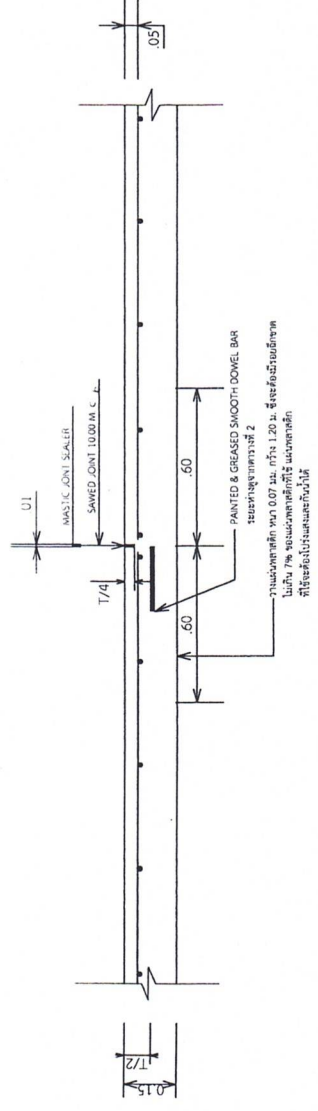 .01
MASTIC JOINT SEALER
SAWED JOINT 10.00 M. C
T/4
.05
.60
.60
PAINTED & GREASED SMOOTH DOWEL BAR
ระยะห่างดูจากตารางที่ 2
วางแผ่นพลาสติก หนา 0.07 มม. กว้าง 1.20 ม. ซึ่งจะต้องมีรอยฉีกขาด
ไม่เกิน 7% ของแผ่นพลาสติกที่ใช้ แผ่นพลาสติก
ที่ใช้จะต้องโปร่งแสงและกันน้ำได้
T/2
0.15